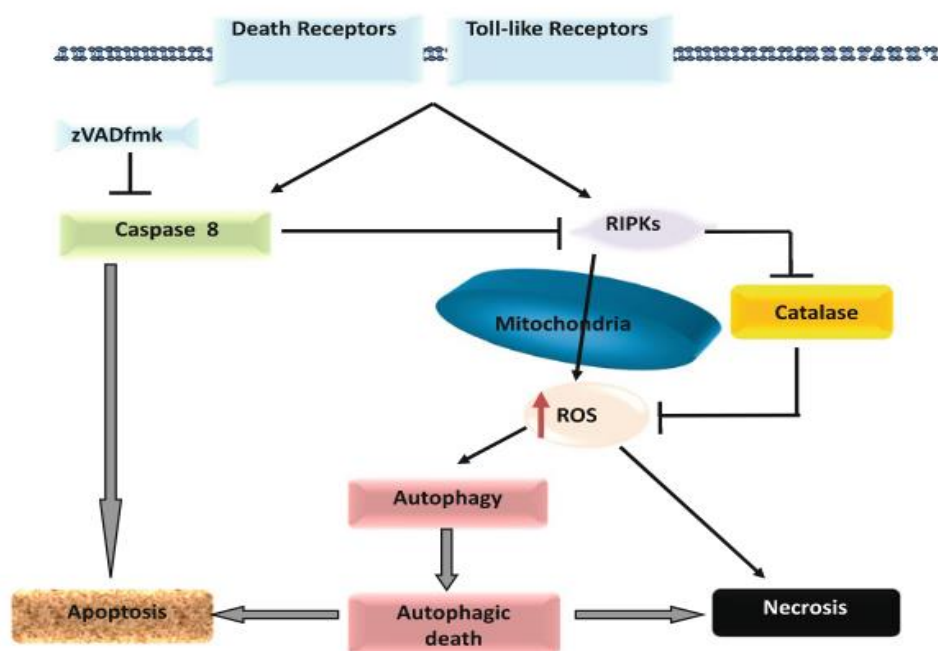 Death Receptors
Toll-like Receptors
zVADfmk
Caspase 8
RIPKs
Mitochondria
Catalase
ROS
Autophagy
Apoptosis
Autophagic
death
Necrosis